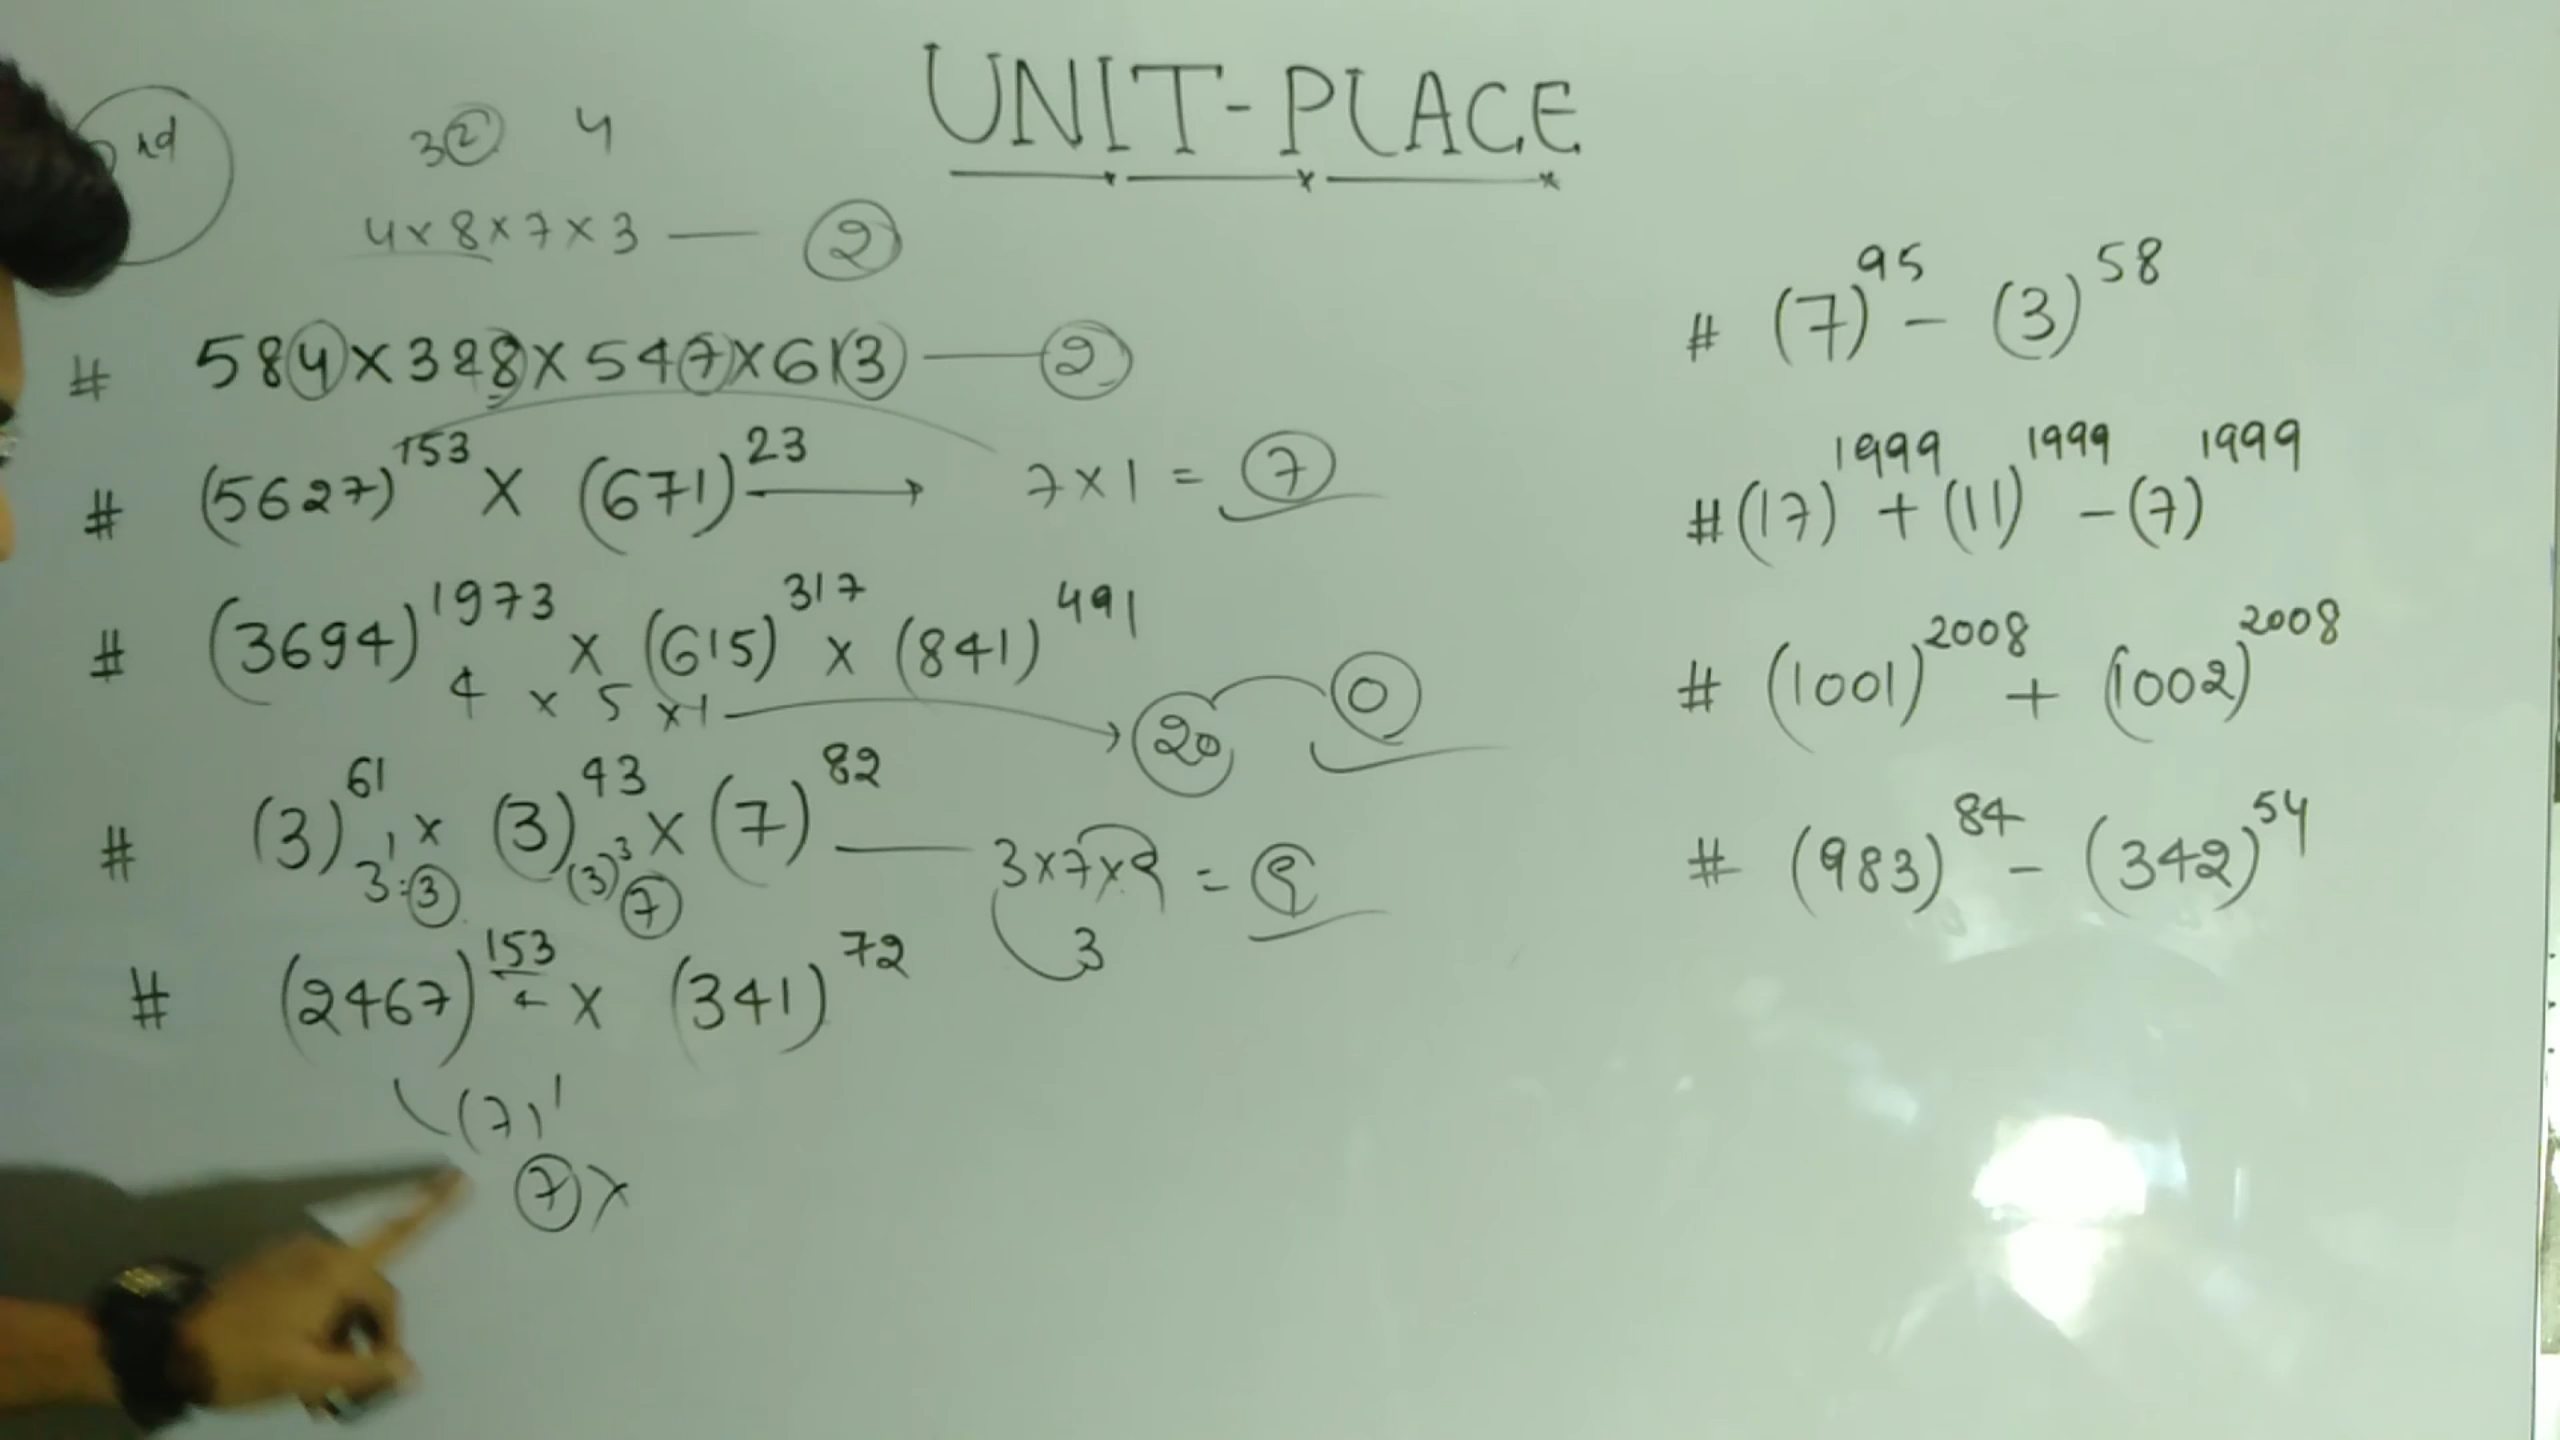 UNIT-PLACE
nd
32 4
4 x 8 x 7 x 3 — 2
# 584 x 328 x 547 x 613 — 2
# (5627)^153 x (671)^23 → 7 x 1 = 7
# (3694)^1973 x (615)^317 x (841)^491
4 x 5 x 1 → 20 0
# (3)^61 x (3)^43 x (7)^82 — 3 x 7 x 9 = 9
3^1 : 3 (3)^3 7
3
# (2467)^153 x (341)^72
4
(7)^1
7 x
# (7)^95 - (3)^58
# (17)^1999 + (11)^1999 - (7)^1999
# (1001)^2008 + (1002)^2008
# (983)^84 - (342)^54